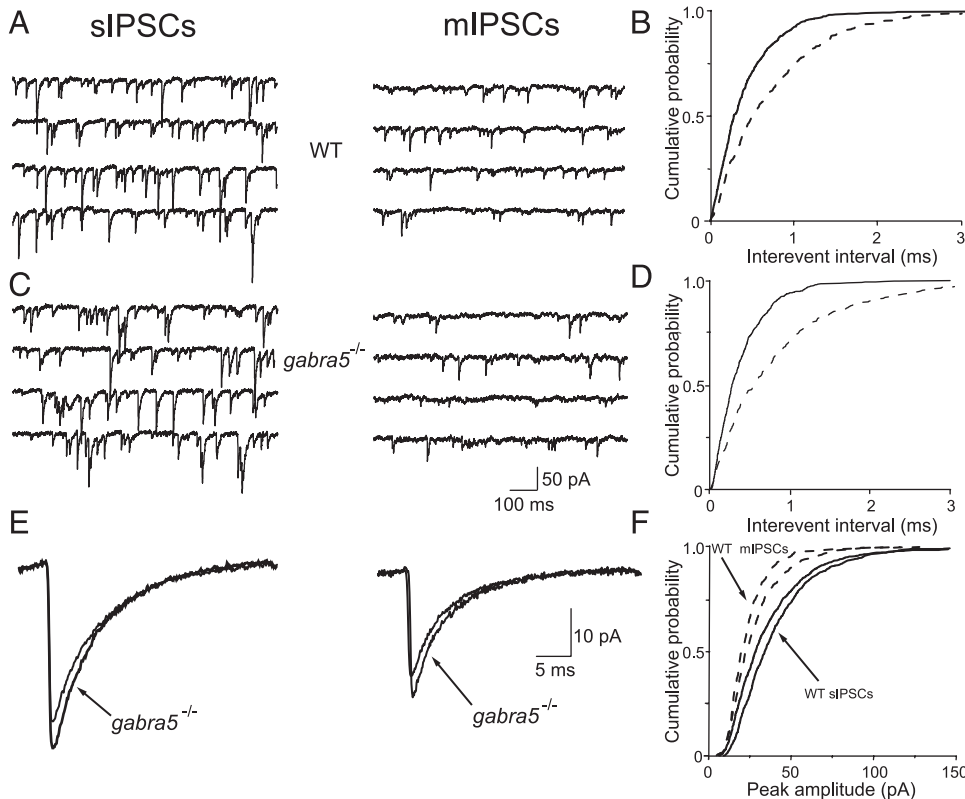 A
sIPSCs
mIPSCs
WT
B
Cumulative probability
1.0
0.5
0
0
1
2
3
Interevent interval (ms)
C
gabra5-/-
50 pA
100 ms
D
Cumulative probability
1.0
0.5
0
0
1
2
3
Interevent interval (ms)
E
gabra5-/-
gabra5-/-
10 pA
5 ms
F
Cumulative probability
1.0
0.5
0
WT mIPSCs
WT sIPSCs
0
50
100
150
Peak amplitude (pA)